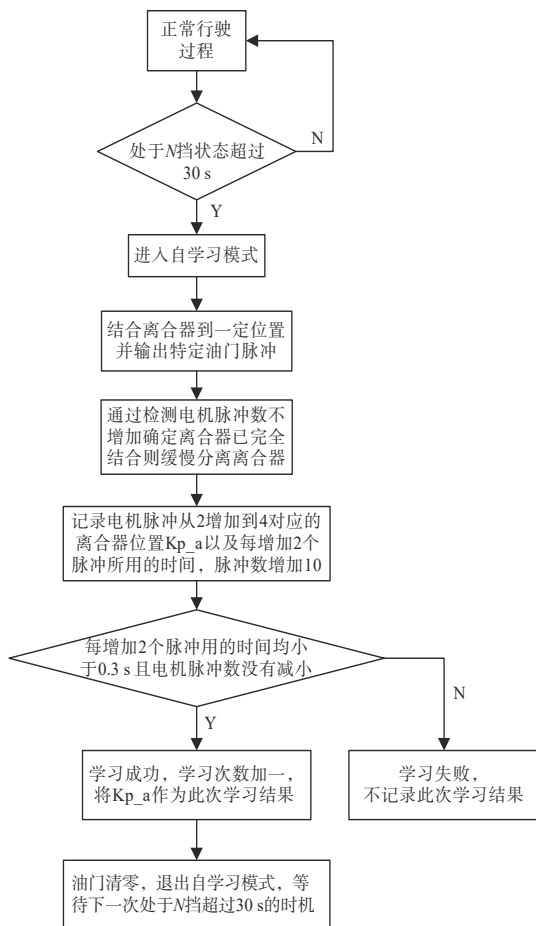 正常行驶
过程
处于N挡状态超过
30 s
N
Y
进入自学习模式
结合离合器到一定位置
并输出特定油门脉冲
通过检测电机脉冲数不
增加确定离合器已完全
结合则缓慢分离离合器
记录电机脉冲从2增加到4对应的
离合器位置Kp_a以及每增加2个
脉冲所用的时间，脉冲数增加10
每增加2个脉冲用的时间均小
于0.3 s且电机脉冲数没有减小
N
Y
学习成功，学习次数加一，
将Kp_a作为此次学习结果
学习失败，
不记录此次学习结果
油门清零，退出自学习模式，等
待下一次处于N挡超过30 s的时机